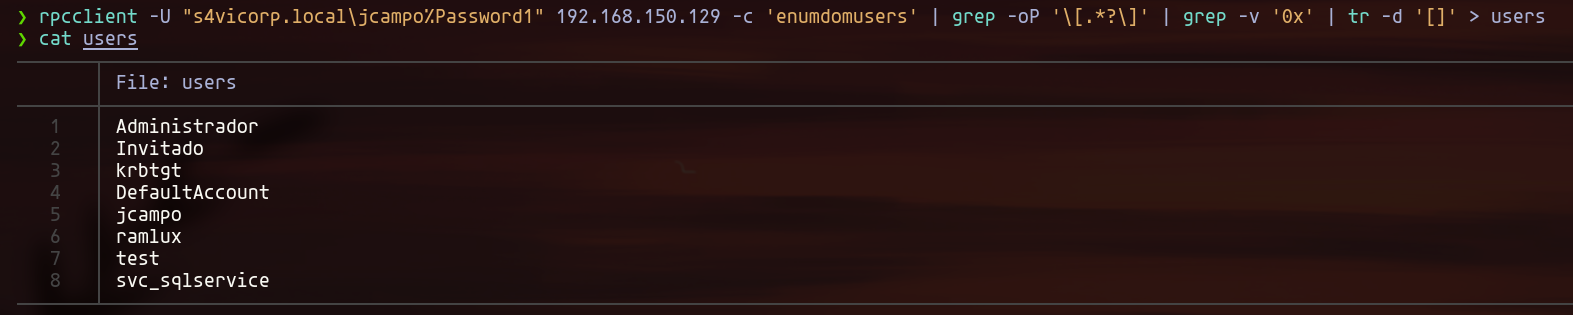 ❯ rpcclient -U "s4vicorp.local\jcampo%Password1" 192.168.150.129 -c 'enumdomusers' | grep -oP '\[.*?\]' | grep -v '0x' | tr -d '[]' > users
❯ cat users
File: users
1 Administrador
2 Invitado
3 krbtgt
4 DefaultAccount
5 jcampo
6 ramlux
7 test
8 svc_sqlservice